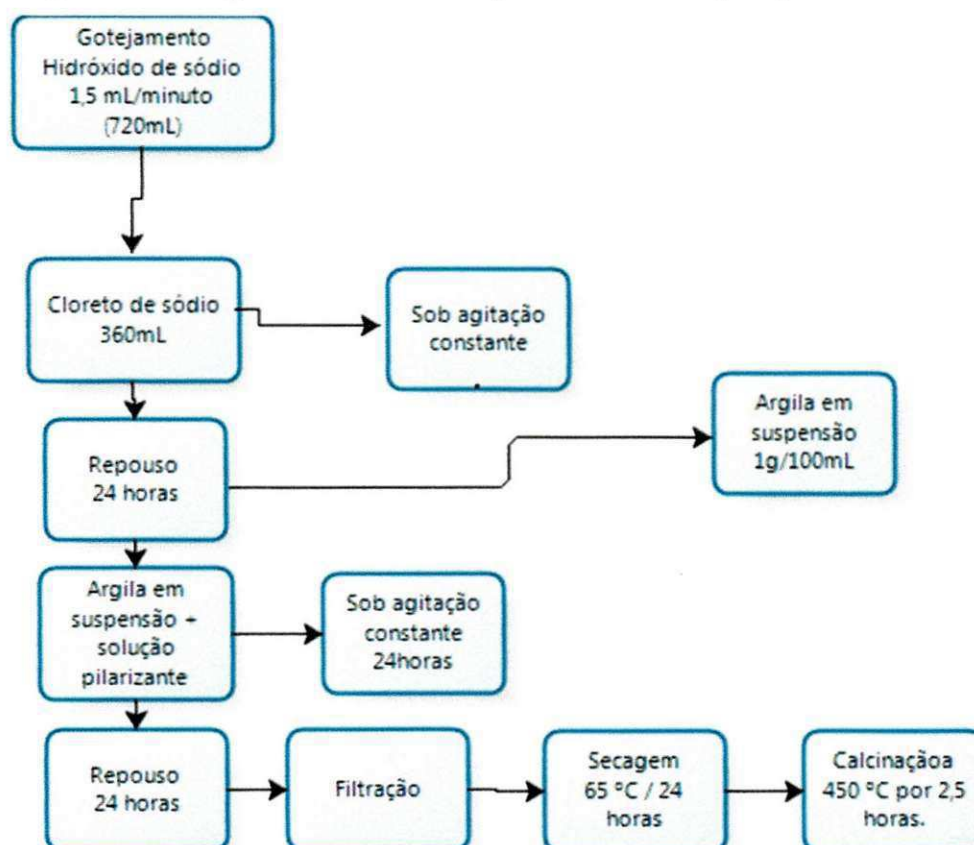 Gotejamento
Hidróxido de sódio
1,5 mL/minuto
(720mL)
Cloreto de sódio
360mL
Sob agitação
constante
Argila em
suspensão
1g/100mL
Repouso
24 horas
Argila em
suspensão +
solução
pilarizante
Sob agitação
constante
24horas
Repouso
24 horas
Filtração
Secagem
65 ºC / 24
horas
Calcinaçãoa
450 ºC por 2,5
horas.